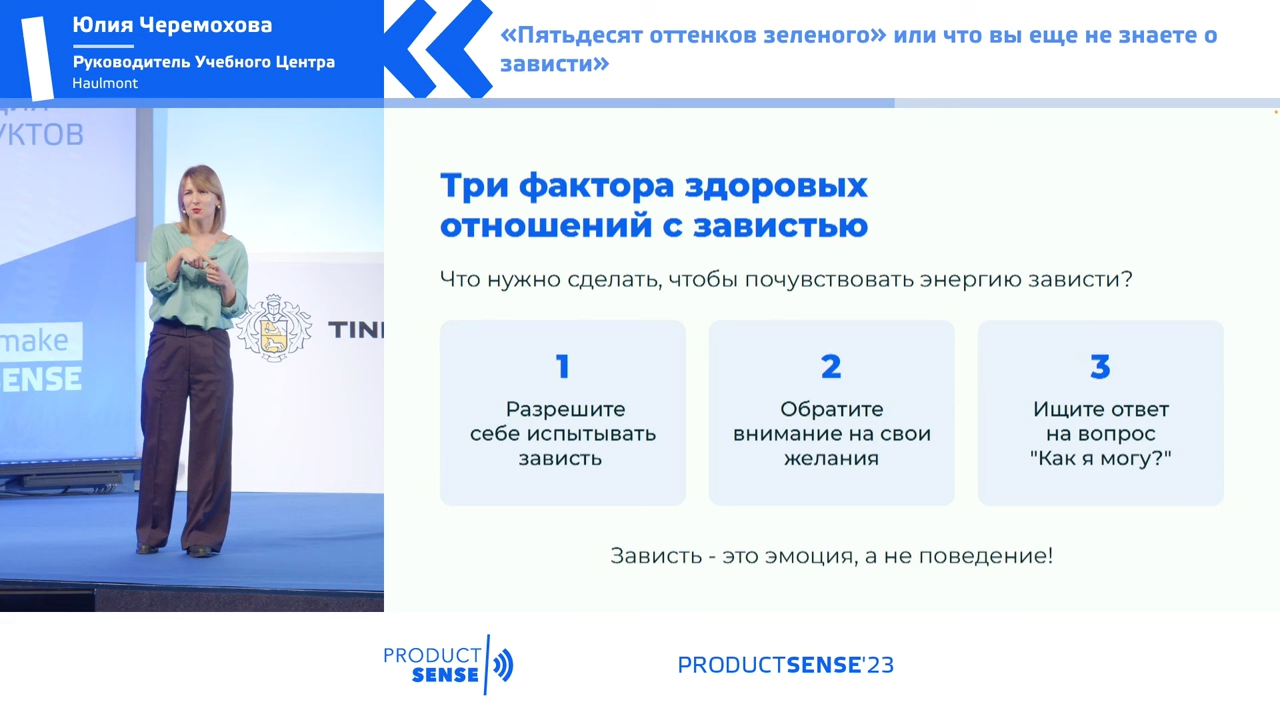 Юлия Черемохова
Руководитель Учебного Центра
Haulmont
«Пятьдесят оттенков зеленого» или что вы еще не знаете о
зависти»
УКТОВ
make
SENSE
TIN
Три фактора здоровых
отношений с завистью
Что нужно сделать, чтобы почувствовать энергию зависти?
1
Разрешите
себе испытывать
зависть
2
Обратите
внимание на свои
желания
3
Ищите ответ
на вопрос
"Как я могу?"
Зависть - это эмоция, а не поведение!
PRODUCT
SENSE
PRODUCTSENSE'23